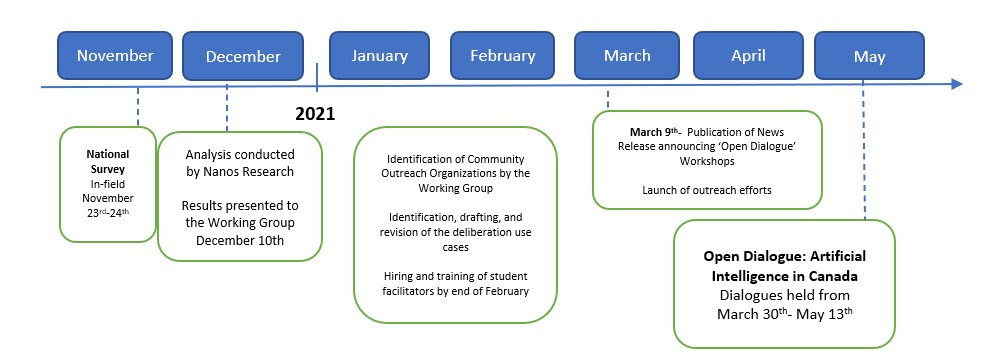 November
December
January
February
March
April
May
2021
National
Survey
In-field
November
23rd-24th
Analysis conducted
by Nanos Research
Results presented to
the Working Group
December 10th
Identification of Community
Outreach Organizations by the
Working Group
Identification, drafting, and
revision of the deliberation use
cases
Hiring and training of student
facilitators by end of February
March 9th- Publication of News
Release announcing ‘Open Dialogue’
Workshops
Launch of outreach efforts
Open Dialogue: Artificial
Intelligence in Canada
Dialogues held from
March 30th- May 13th